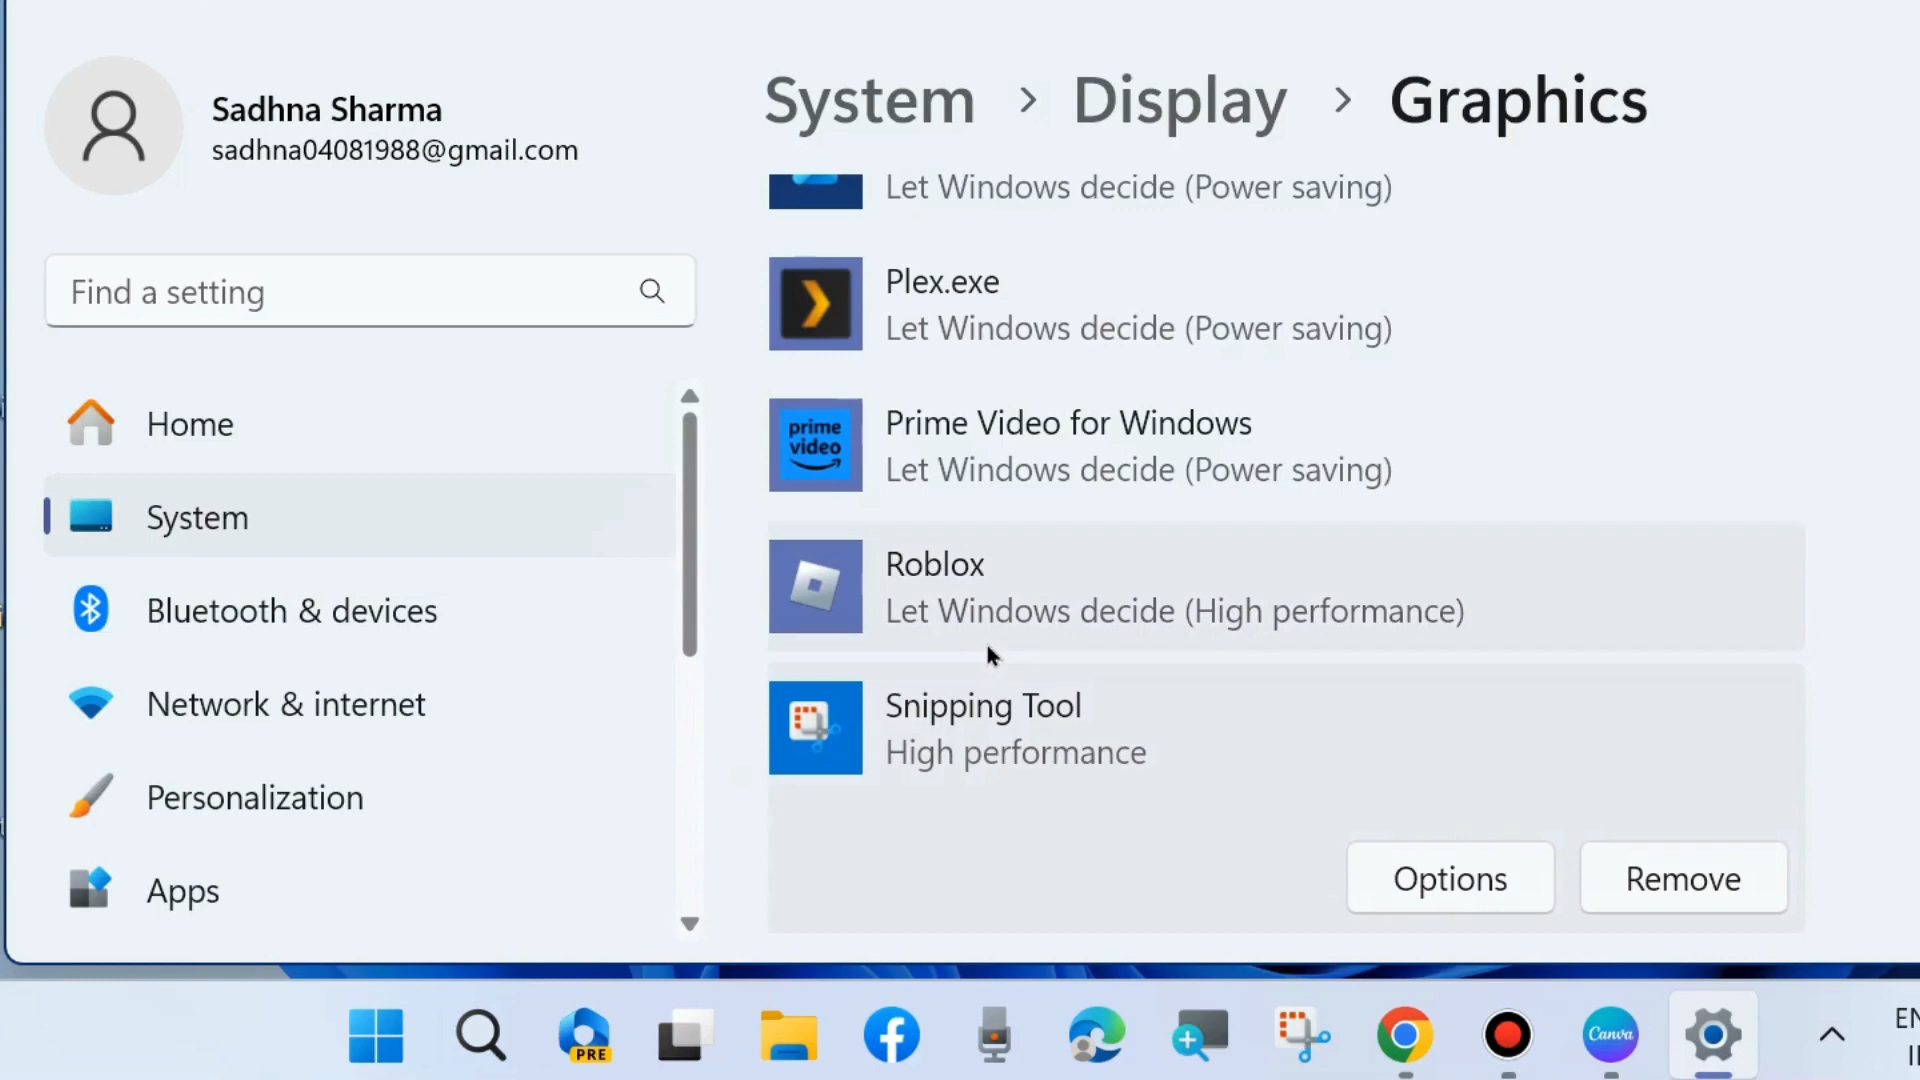 Sadhna Sharma
sadhna04081988@gmail.com
Find a setting
Home
System
Bluetooth & devices
Network & internet
Personalization
Apps
System > Display > Graphics
Let Windows decide (Power saving)
Plex.exe
Let Windows decide (Power saving)
prime
video
Prime Video for Windows
Let Windows decide (Power saving)
Roblox
Let Windows decide (High performance)
Snipping Tool
High performance
Options
Remove
PRE
Canva